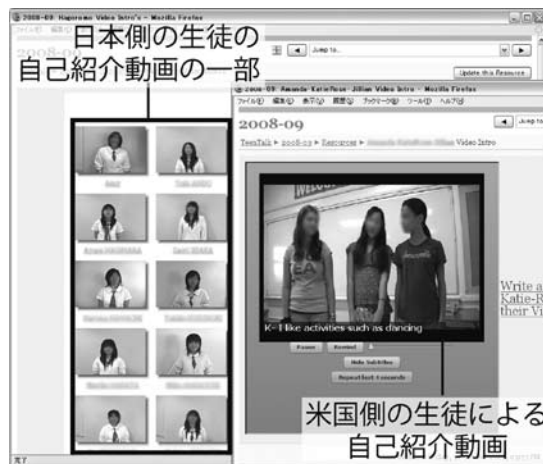 2008-09: Hagoromo Video Intro's - Mozilla Firefox
日本側の生徒の
自己紹介動画の一部
2008-09
Jump to...
Update this Resource
2008-09: Amanda-KatieRose-Jillian Video Intro - Mozilla Firefox
ファイル(F) 編集(E) 表示(V) 履歴(S) ブックマーク(B) ツール(T) ヘルプ(H)
2008-09
Jump to
TeenTalk ▶ 2008-09 ▶ Resources ▶
Video Intro
K- I like activities such as dancing
Pause Rewind
Hide Subtitles
Repeat last 4 seconds
Write a
Katie-R
their Vi
米国側の生徒による
自己紹介動画
完了